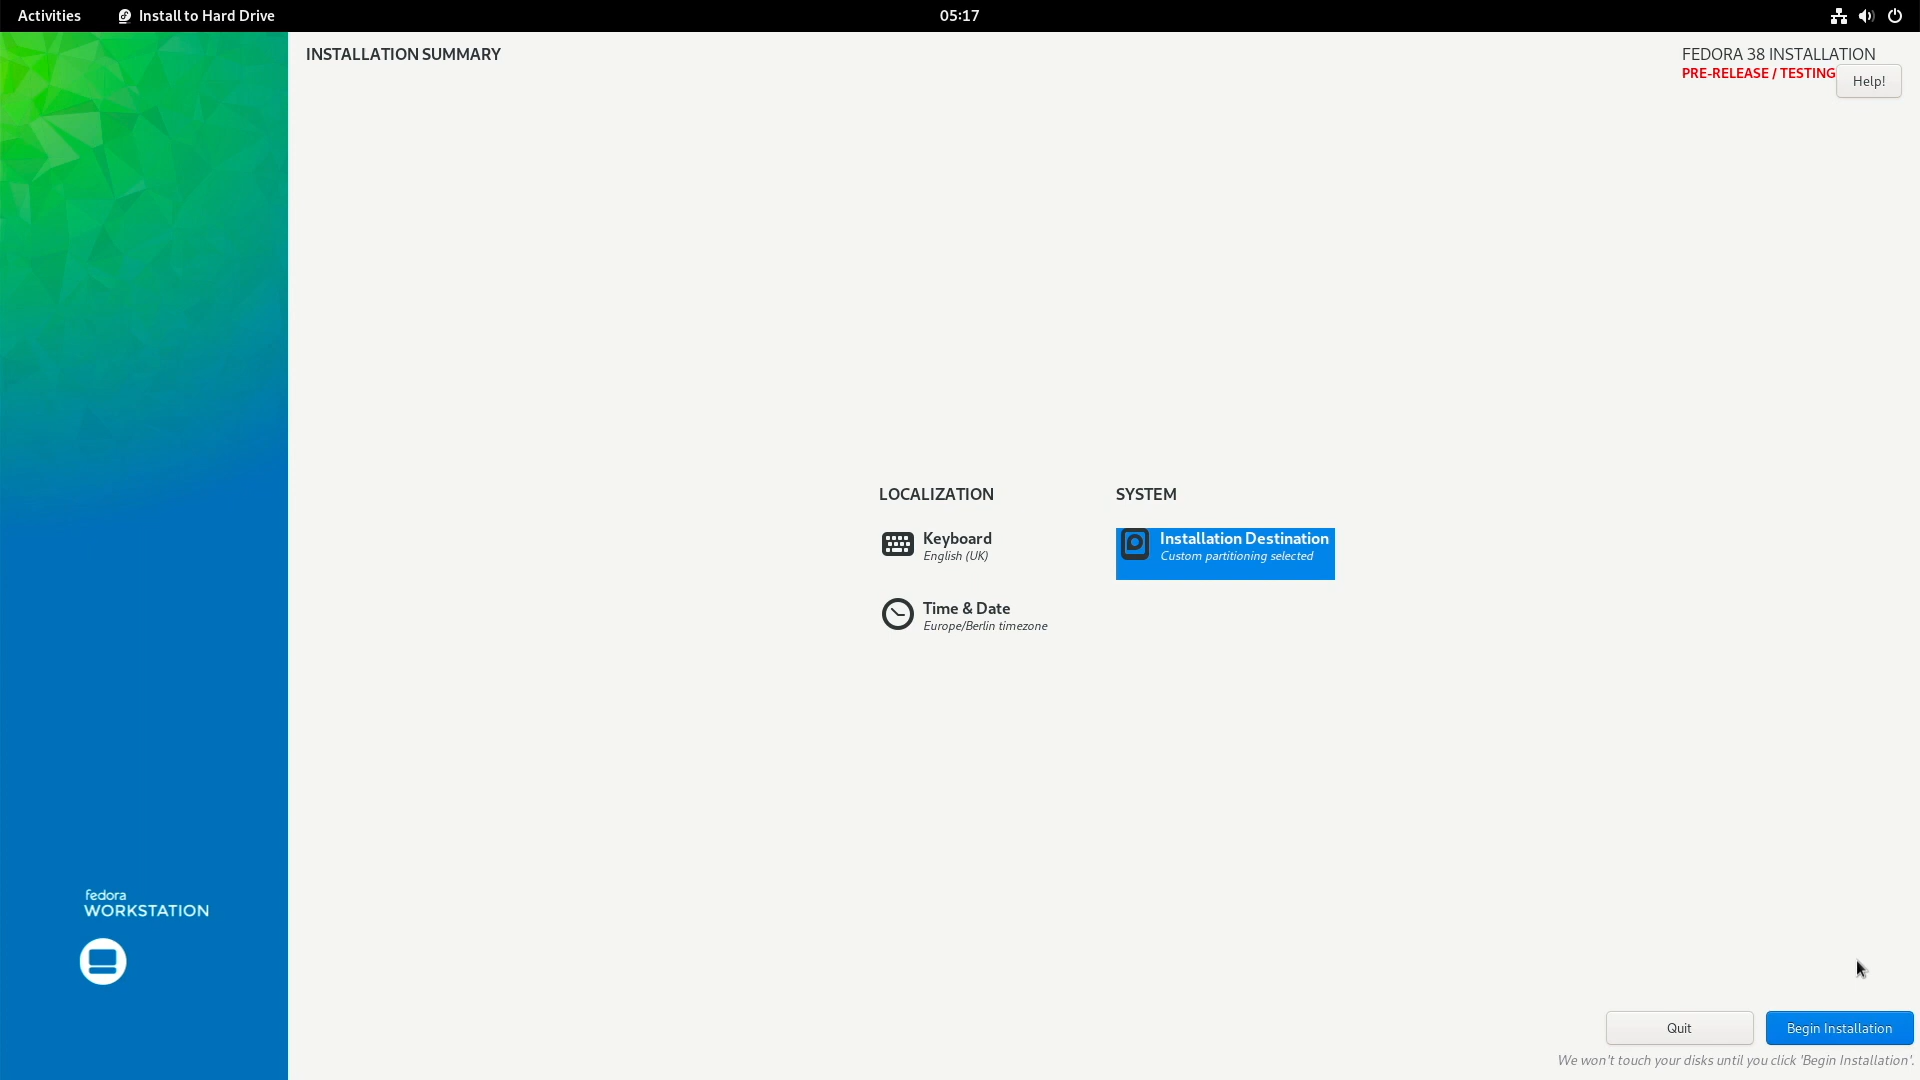 Activities
Install to Hard Drive
05:17
INSTALLATION SUMMARY
FEDORA 38 INSTALLATION
PRE-RELEASE / TESTING
Help!
LOCALIZATION
Keyboard
English (UK)
Time & Date
Europe/Berlin timezone
SYSTEM
Installation Destination
Custom partitioning selected
fedora
WORKSTATION
Quit
Begin Installation
We won't touch your disks until you click 'Begin Installation'.